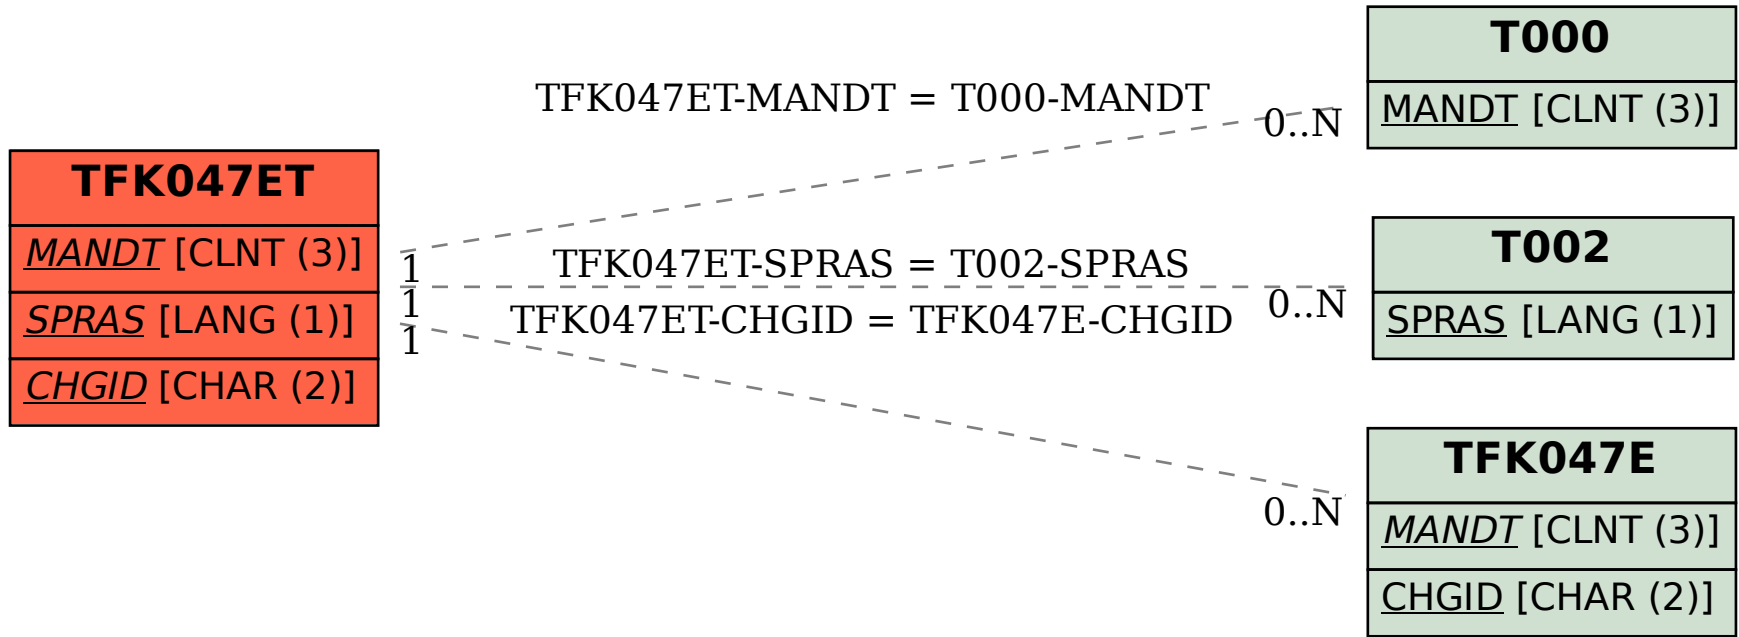 TFK047ET
MANDT [CLNT (3)]
SPRAS [LANG (1)]
CHGID [CHAR (2)]
TFK047ET-MANDT = T000-MANDT
0..N
1
TFK047ET-SPRAS = T002-SPRAS
0..N
1
TFK047ET-CHGID = TFK047E-CHGID
1
0..N
T000
MANDT [CLNT (3)]
T002
SPRAS [LANG (1)]
TFK047E
MANDT [CLNT (3)]
CHGID [CHAR (2)]